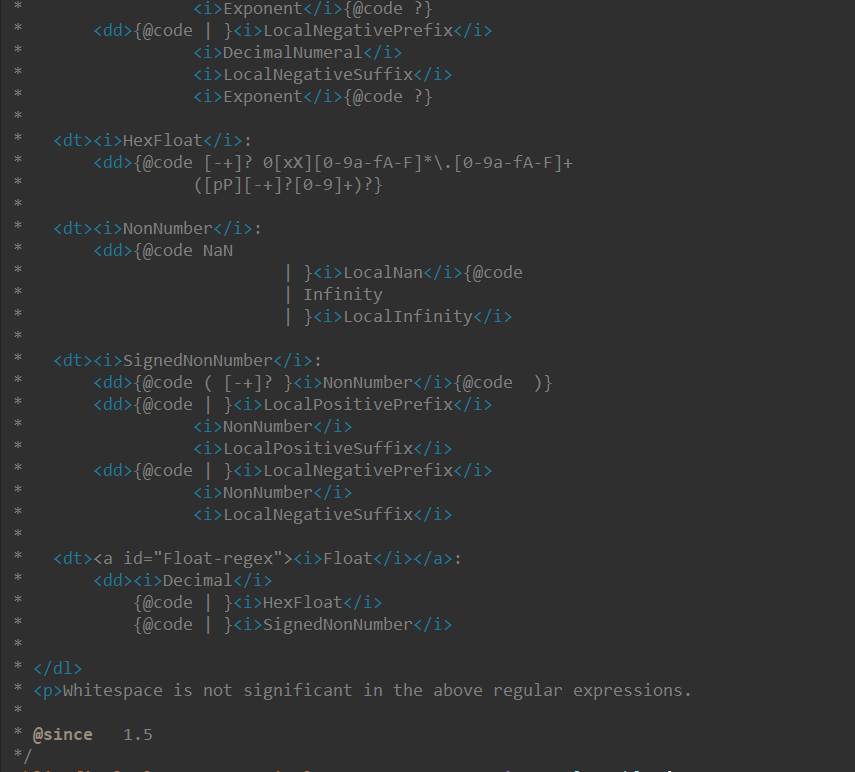 *                 <i>Exponent</i>{@code ?}
*       <dd>{@code | }<i>LocalNegativePrefix</i>
*                 <i>DecimalNumeral</i>
*                 <i>LocalNegativeSuffix</i>
*                 <i>Exponent</i>{@code ?}
*
*   <dt><i>HexFloat</i>:
*       <dd>{@code [-+]? 0[xX][0-9a-fA-F]*\.[0-9a-fA-F]+
*                 ([pP][-+]?[0-9]+)?}
*
*   <dt><i>NonNumber</i>:
*       <dd>{@code NaN
*                          | }<i>LocalNan</i>{@code
*                          | Infinity
*                          | }<i>LocalInfinity</i>
*
*   <dt><i>SignedNonNumber</i>:
*       <dd>{@code ( [-+]? }<i>NonNumber</i>{@code  )}
*       <dd>{@code | }<i>LocalPositivePrefix</i>
*                 <i>NonNumber</i>
*                 <i>LocalPositiveSuffix</i>
*       <dd>{@code | }<i>LocalNegativePrefix</i>
*                 <i>NonNumber</i>
*                 <i>LocalNegativeSuffix</i>
*
*   <dt><a id="Float-regex"><i>Float</i></a>:
*       <dd><i>Decimal</i>
*           {@code | }<i>HexFloat</i>
*           {@code | }<i>SignedNonNumber</i>
*
* </dl>
* <p>Whitespace is not significant in the above regular expressions.
*
* @since   1.5
*/